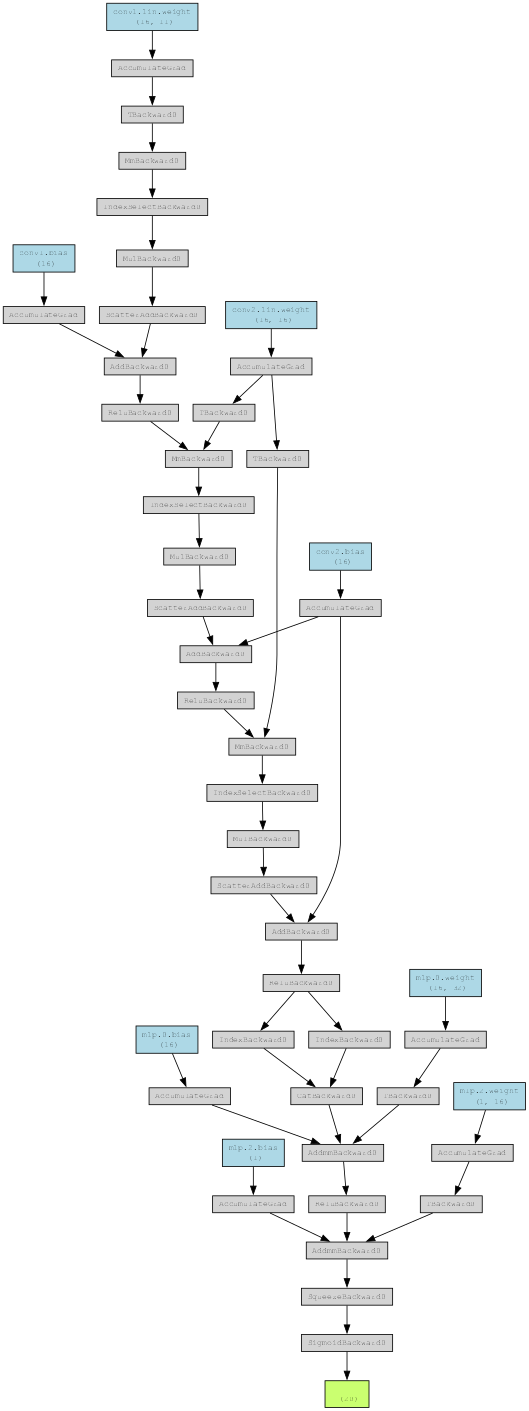 conv1.lin.weight
(16, 11)
AccumulateGrad
TBackward0
MmBackward0
IndexSelectBackward0
conv1.bias
(16)
MulBackward0
AccumulateGrad
ScatterAddBackward0
conv2.lin.weight
(16, 16)
AddBackward0
AccumulateGrad
ReluBackward0
TBackward0
MmBackward0
TBackward0
IndexSelectBackward0
conv2.bias
(16)
MulBackward0
ScatterAddBackward0
AccumulateGrad
AddBackward0
ReluBackward0
MmBackward0
IndexSelectBackward0
MulBackward0
ScatterAddBackward0
AddBackward0
ReluBackward0
mlp.0.weight
(16, 32)
mlp.0.bias
(16)
IndexBackward0
IndexBackward0
AccumulateGrad
AccumulateGrad
CatBackward0
TBackward0
mlp.2.weight
(1, 16)
mlp.2.bias
(1)
AddmmBackward0
AccumulateGrad
AccumulateGrad
ReluBackward0
TBackward0
AddmmBackward0
SqueezeBackward0
SigmoidBackward0
(20)